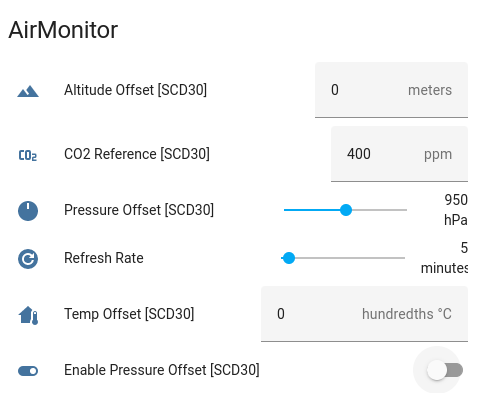 AirMonitor
Altitude Offset [SCD30] 0 meters
CO2 CO2 Reference [SCD30] 400 ppm
Pressure Offset [SCD30] 950 hPa
Refresh Rate 5 minutes
Temp Offset [SCD30] 0 hundredths °C
Enable Pressure Offset [SCD30]